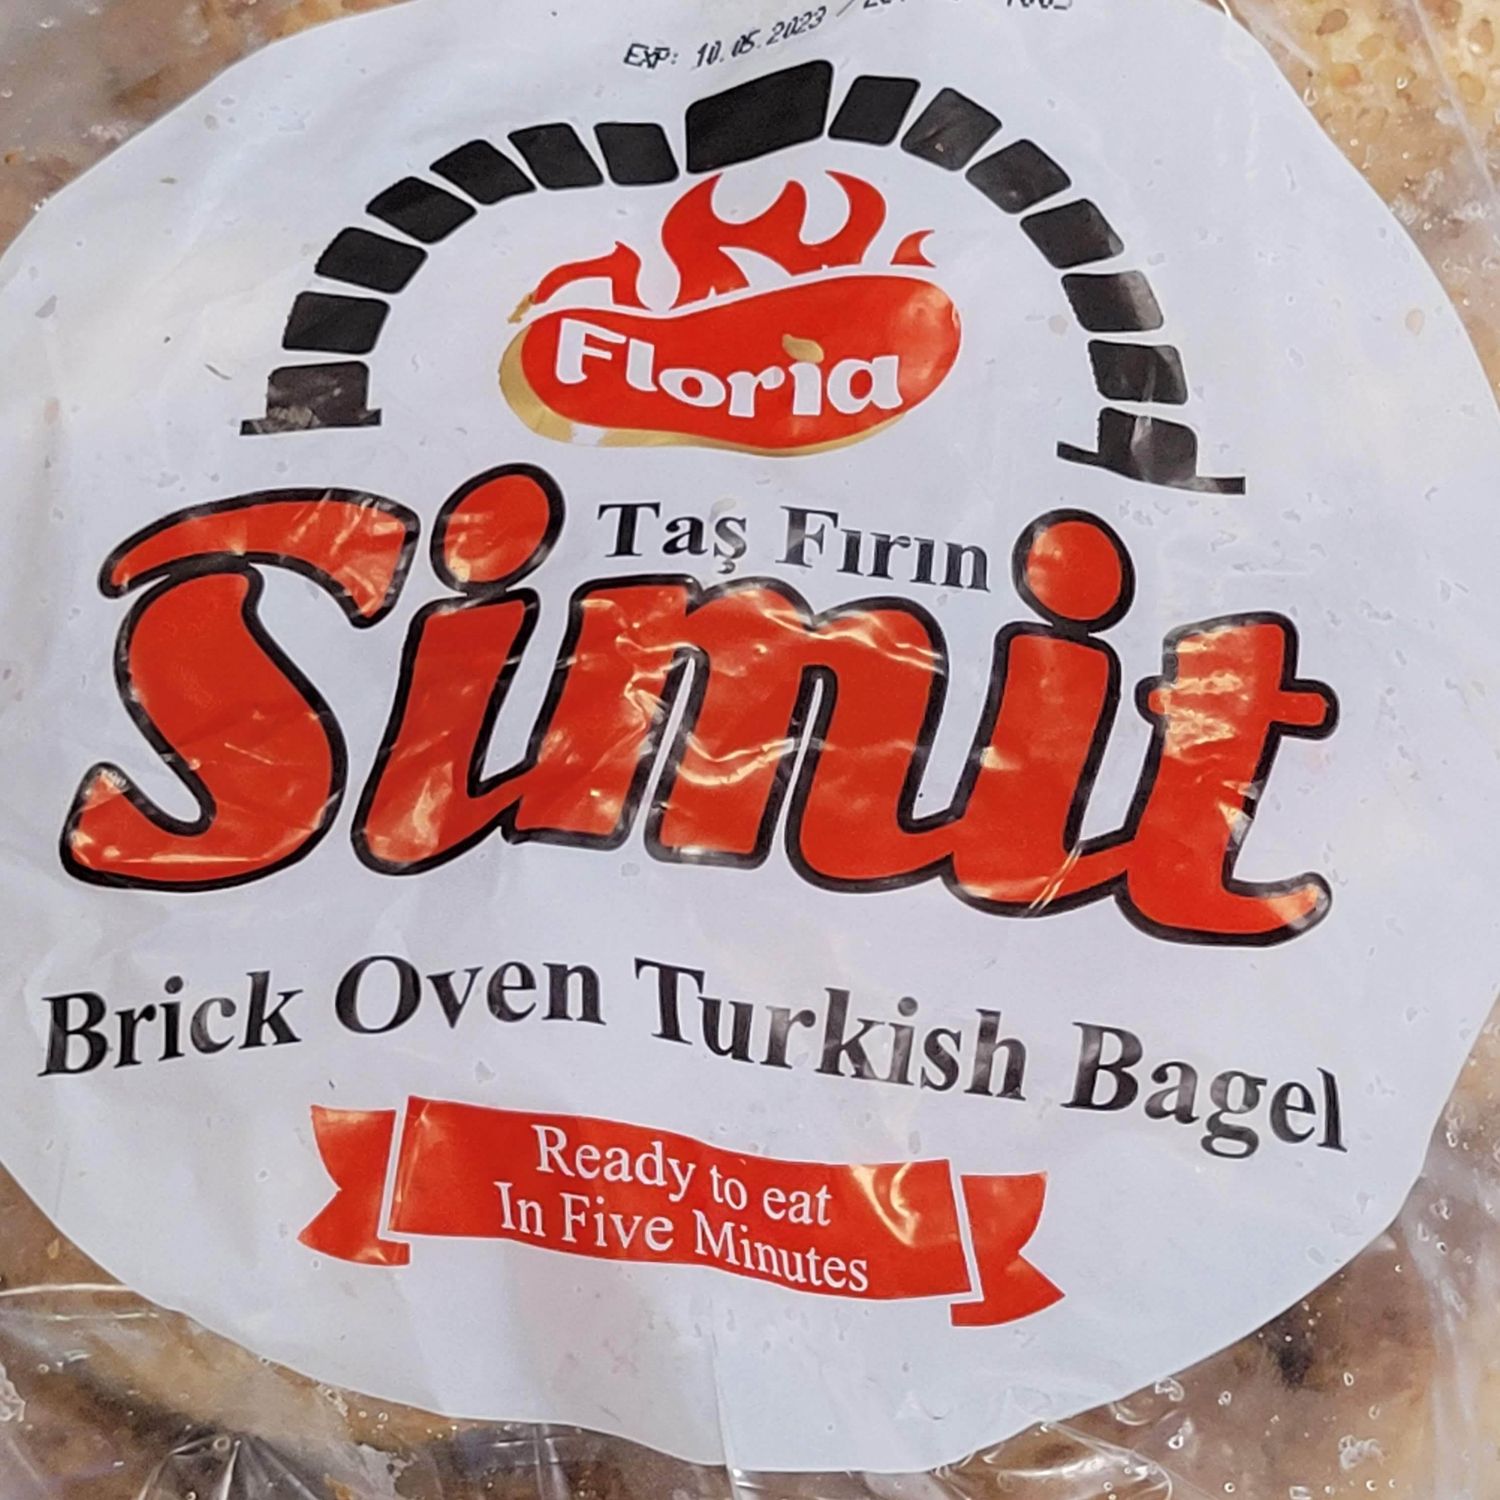 EXP: 10.05.2023
Floria
Taş Fırın
Simit
Brick Oven Turkish Bagel
Ready to eat
In Five Minutes